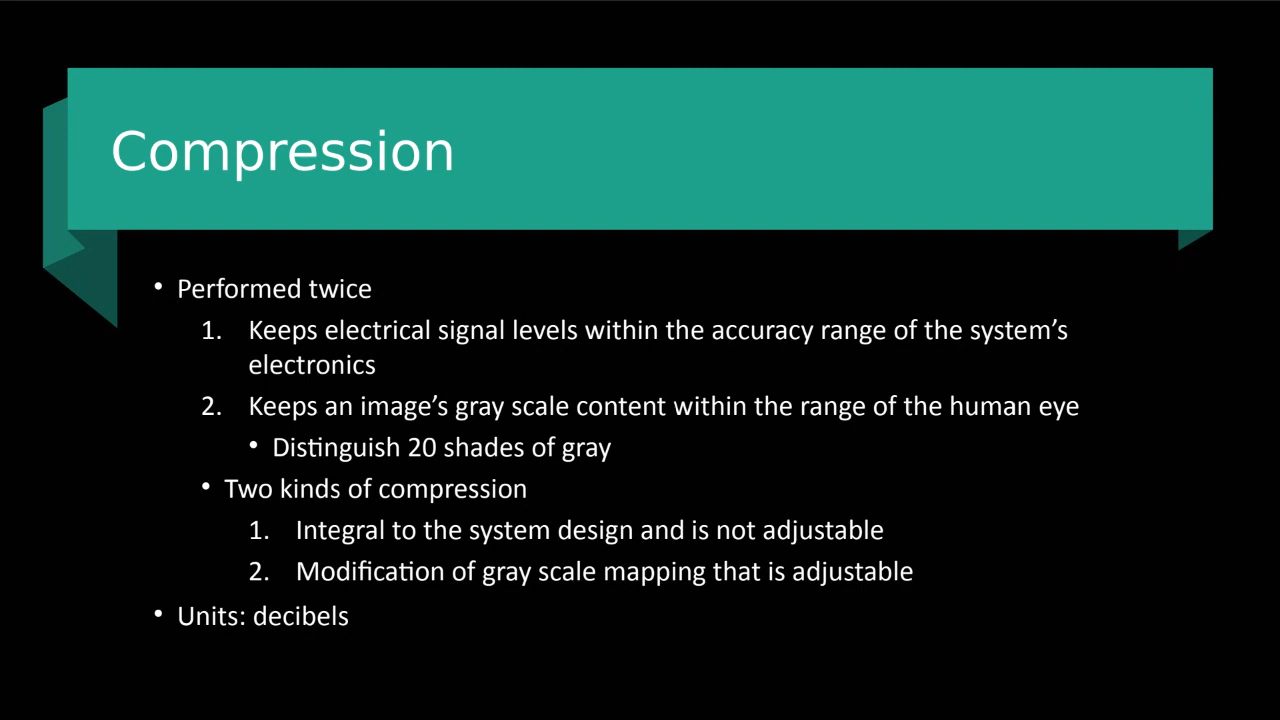 Compression
• Performed twice
1. Keeps electrical signal levels within the accuracy range of the system’s
electronics
2. Keeps an image’s gray scale content within the range of the human eye
• Distinguish 20 shades of gray
• Two kinds of compression
1. Integral to the system design and is not adjustable
2. Modification of gray scale mapping that is adjustable
• Units: decibels